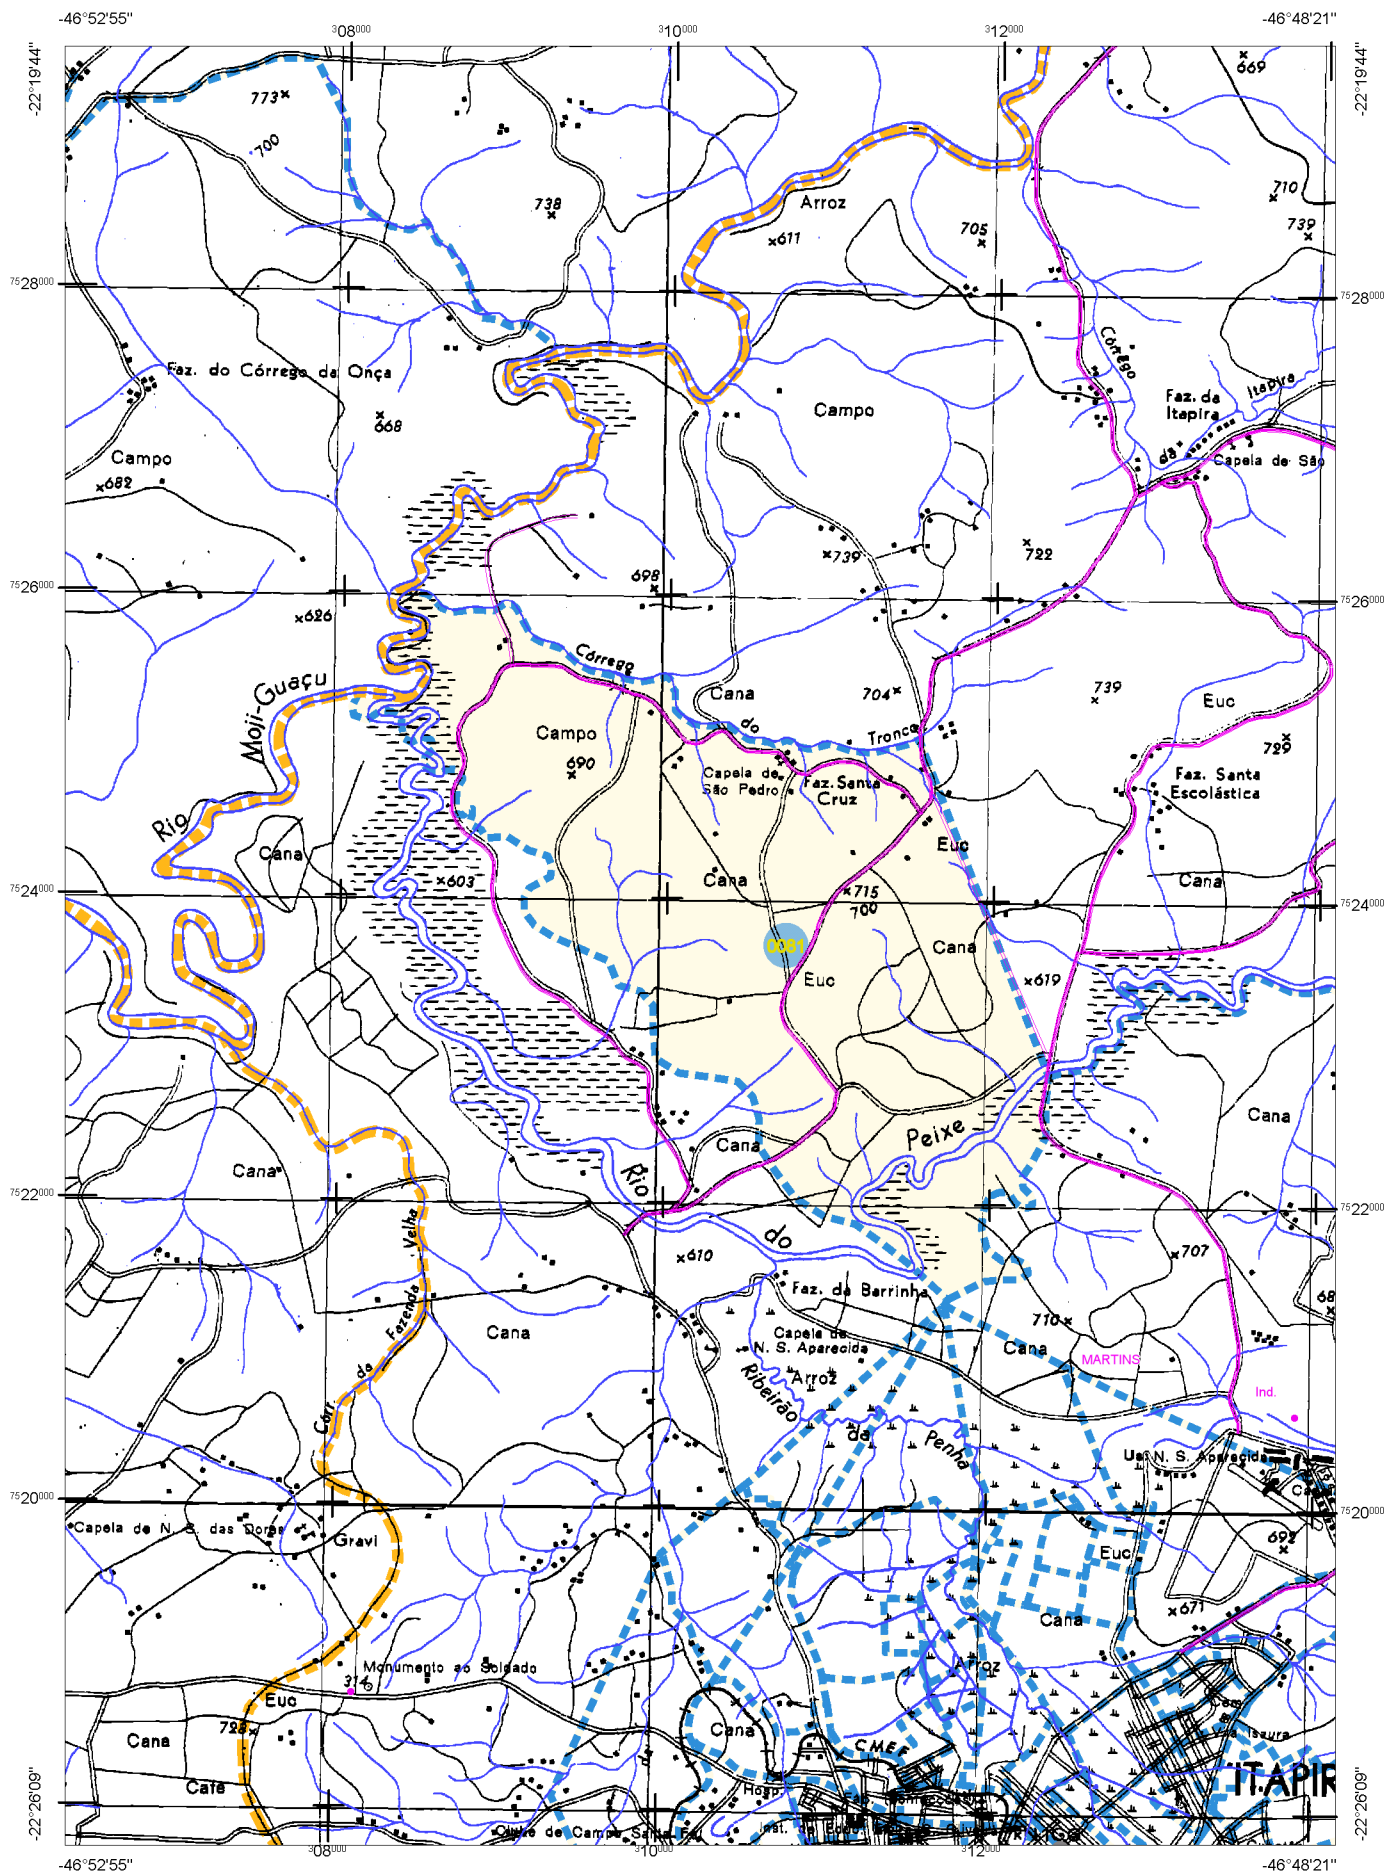 -46°52'55"
308000
310000
312000
-46°48'21"
-22°19'44"
-22°19'44"
669
773
700
710
738
Arroz
705
739
611
7528000
7528000
Córrego
Faz. do Córrego da Onça
Faz. da
Itapira
Itapira
Campo
668
da
Campo
Capela de São
682
739
722
698
7526000
7526000
626
Córrego
Moji-Guaçu
Cana
704
739
Euc
do
Tronco
Campo
729
690
Capela de
São Pedro
Faz. Santa
Cruz
Faz. Santa
Escolástica
Rio
Cana
Euc
603
Cana
715
Cana
7524000
700
7524000
0081
Cana
Euc
619
Peixe
Cana
Cana
Cana
Rio
7522000
7522000
Velha
do
610
707
Faz. da Barrinha
68
Fazenda
710
Cana
Capela de
N. S. Aparecida
Cana
MARTINS
da
Arroz
Ribeirão
Ind.
Córr.
da
Penha
Us. N. S. Aparecida
7520000
7520000
Capela de N. S. das Dores
Gravi
692
Euc
671
Cana
Monumento ao Soldado
314
Arroz
Euc
728
Cana
Cana
Isaura
CMEF
Café
Hosp.
ITAPIR
-22°26'09"
-22°26'09"
Clube de Campo Santa Fé
308000
310000
312000
-46°52'55"
-46°48'21"